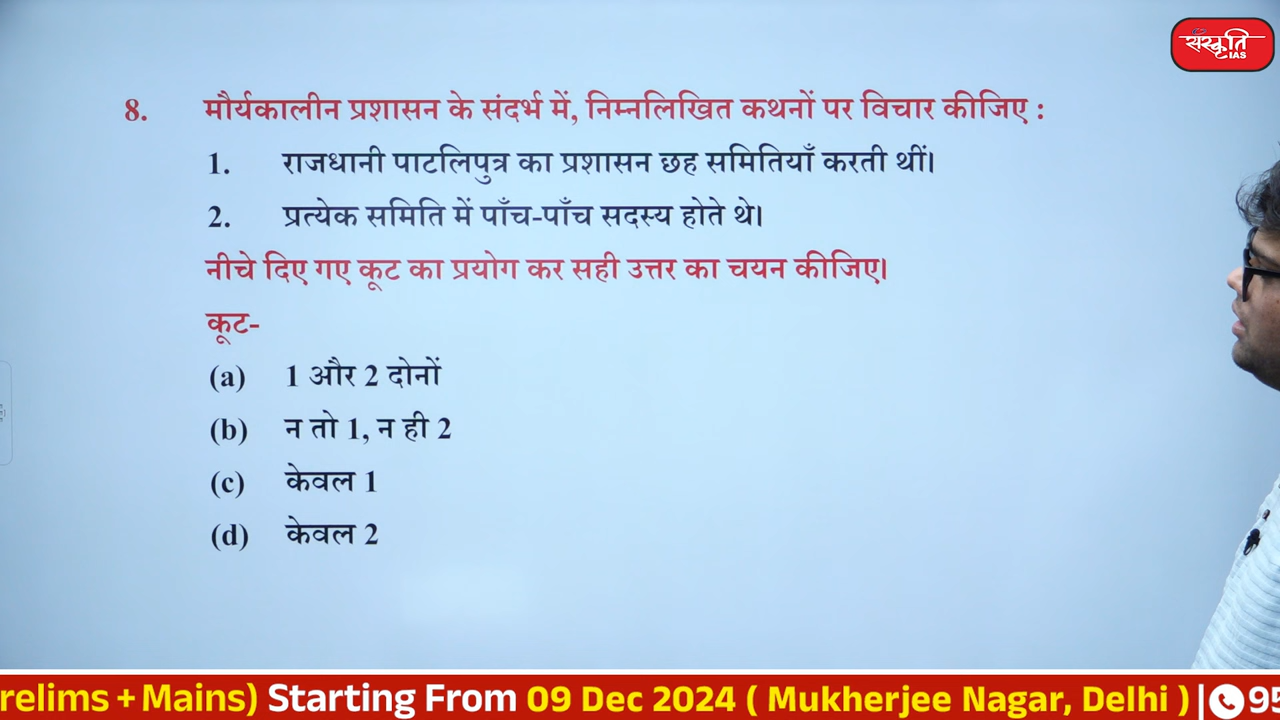 संस्कृति
IAS
8. मौर्यकालीन प्रशासन के संदर्भ में, निम्नलिखित कथनों पर विचार कीजिए :
1. राजधानी पाटलिपुत्र का प्रशासन छह समितियाँ करती थीं।
2. प्रत्येक समिति में पाँच-पाँच सदस्य होते थे।
नीचे दिए गए कूट का प्रयोग कर सही उत्तर का चयन कीजिए।
कूट-
(a) 1 और 2 दोनों
(b) न तो 1, न ही 2
(c) केवल 1
(d) केवल 2
relims + Mains) Starting From 09 Dec 2024 ( Mukherjee Nagar, Delhi ) | 95